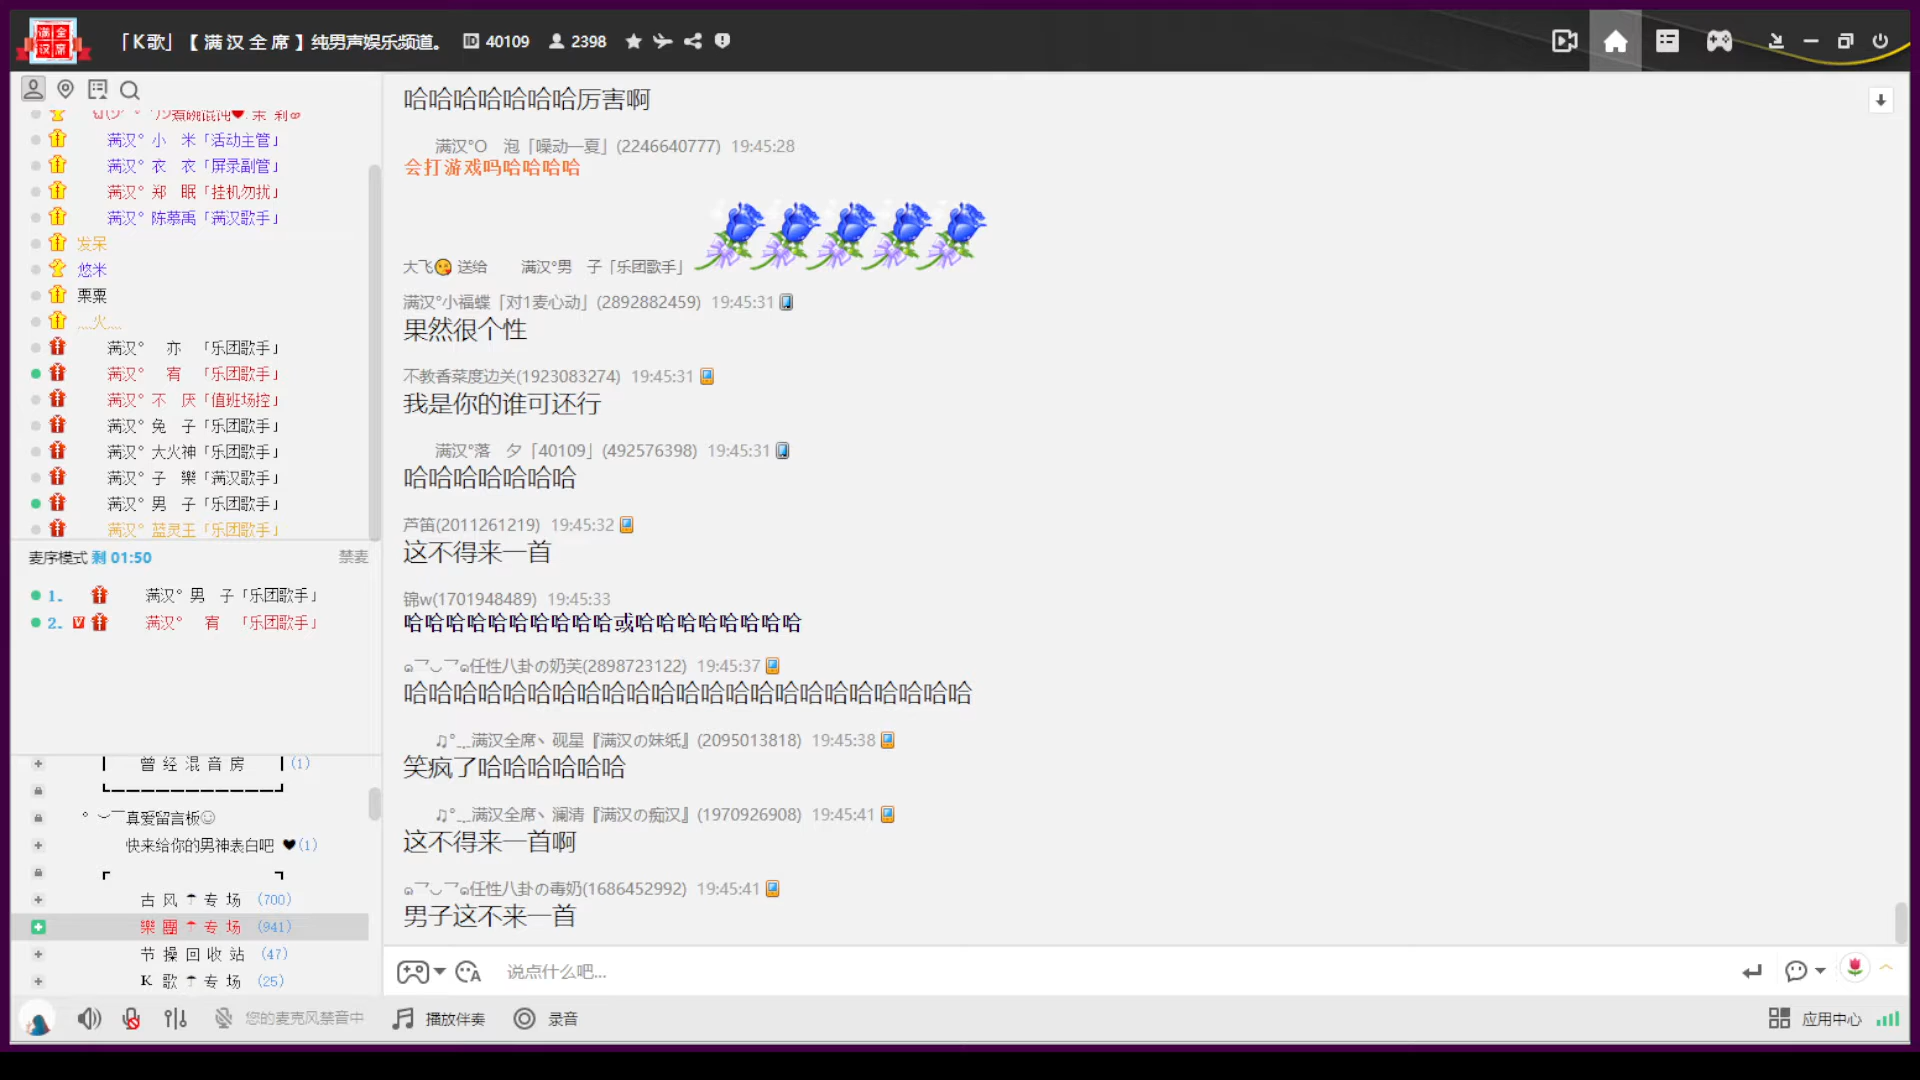 满 全
汉 席
「K歌」【 满 汉 全 席 】纯男声娱乐频道。 ID 40109 2398
满汉° 小 米「活动主管」
满汉° 衣 衣「屏录副管」
满汉° 郑 眠「挂机勿扰」
满汉° 陈慕禹「满汉歌手」
发呆
悠米
栗粟
﹏火﹏
满汉° 亦 「乐团歌手」
满汉° 宥 「乐团歌手」
满汉° 不 厌「值班场控」
满汉° 兔 子「乐团歌手」
满汉° 大火神「乐团歌手」
满汉° 子 樂「满汉歌手」
满汉° 男 子「乐团歌手」
满汉° 蓝灵王「乐团歌手」
麦序模式 剩 01:50 禁麦
1. 满汉° 男 子「乐团歌手」
2. V 满汉° 宥 「乐团歌手」
曾 经 混 音 房 (1)
° ︶￣真爱留言板☺
快来给你的男神表白吧 ♥(1)
古 风 ☂ 专 场 (700)
樂 團 ☂ 专 场 (941)
节 操 回 收 站 (47)
K 歌 ☂ 专 场 (25)
哈哈哈哈哈哈哈厉害啊
满汉°O 泡「噪动—夏」(2246640777) 19:45:28
会打游戏吗哈哈哈哈
大飞😘 送给 满汉°男 子「乐团歌手」
满汉°小福蝶「对1麦心动」(2892882459) 19:45:31
果然很个性
不教香菜度边关(1923083274) 19:45:31
我是你的谁可还行
满汉°落 夕「40109」(492576398) 19:45:31
哈哈哈哈哈哈哈
芦笛(2011261219) 19:45:32
这不得来一首
锦w(1701948489) 19:45:33
哈哈哈哈哈哈哈哈哈哈或哈哈哈哈哈哈哈
任性八卦の奶芙(2898723122) 19:45:37
哈哈哈哈哈哈哈哈哈哈哈哈哈哈哈哈哈哈哈哈哈哈哈
♫°﹎满汉全席丶砚星『满汉の妹纸』(2095013818) 19:45:38
笑疯了哈哈哈哈哈哈
♫°﹎满汉全席丶澜清『满汉の痴汉』(1970926908) 19:45:41
这不得来一首啊
任性八卦の毒奶(1686452992) 19:45:41
男子这不来一首
说点什么吧...
您的麦克风禁音中 播放伴奏 录音 应用中心